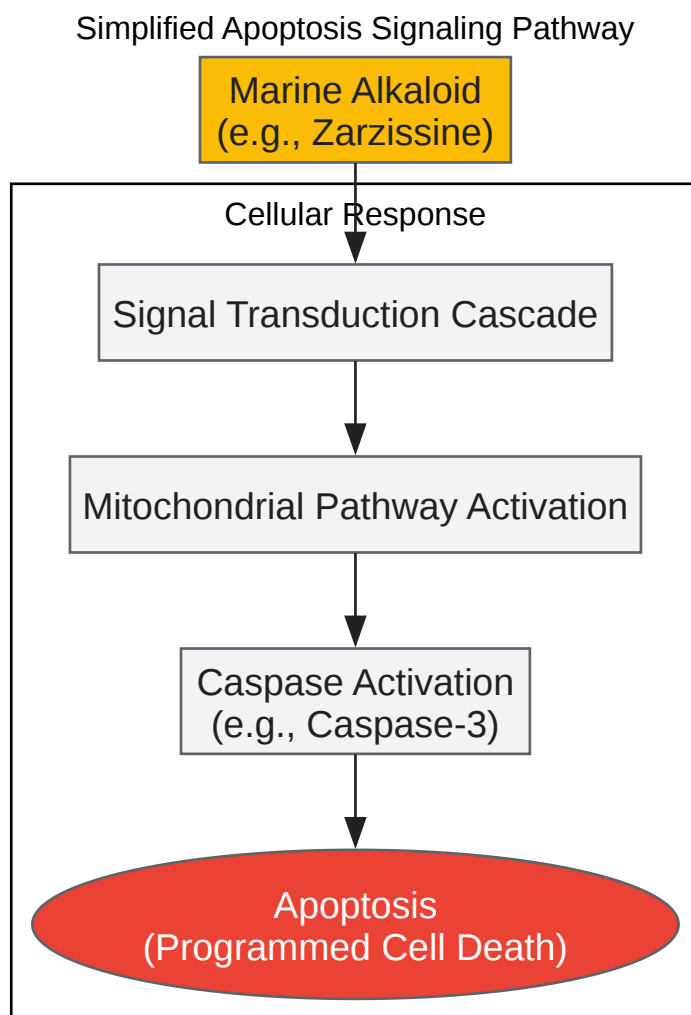 Simplified Apoptosis Signaling Pathway
Marine Alkaloid
(e.g., Zarzissine)
Cellular Response
Signal Transduction Cascade
Mitochondrial Pathway Activation
Caspase Activation
(e.g., Caspase-3)
Apoptosis
(Programmed Cell Death)